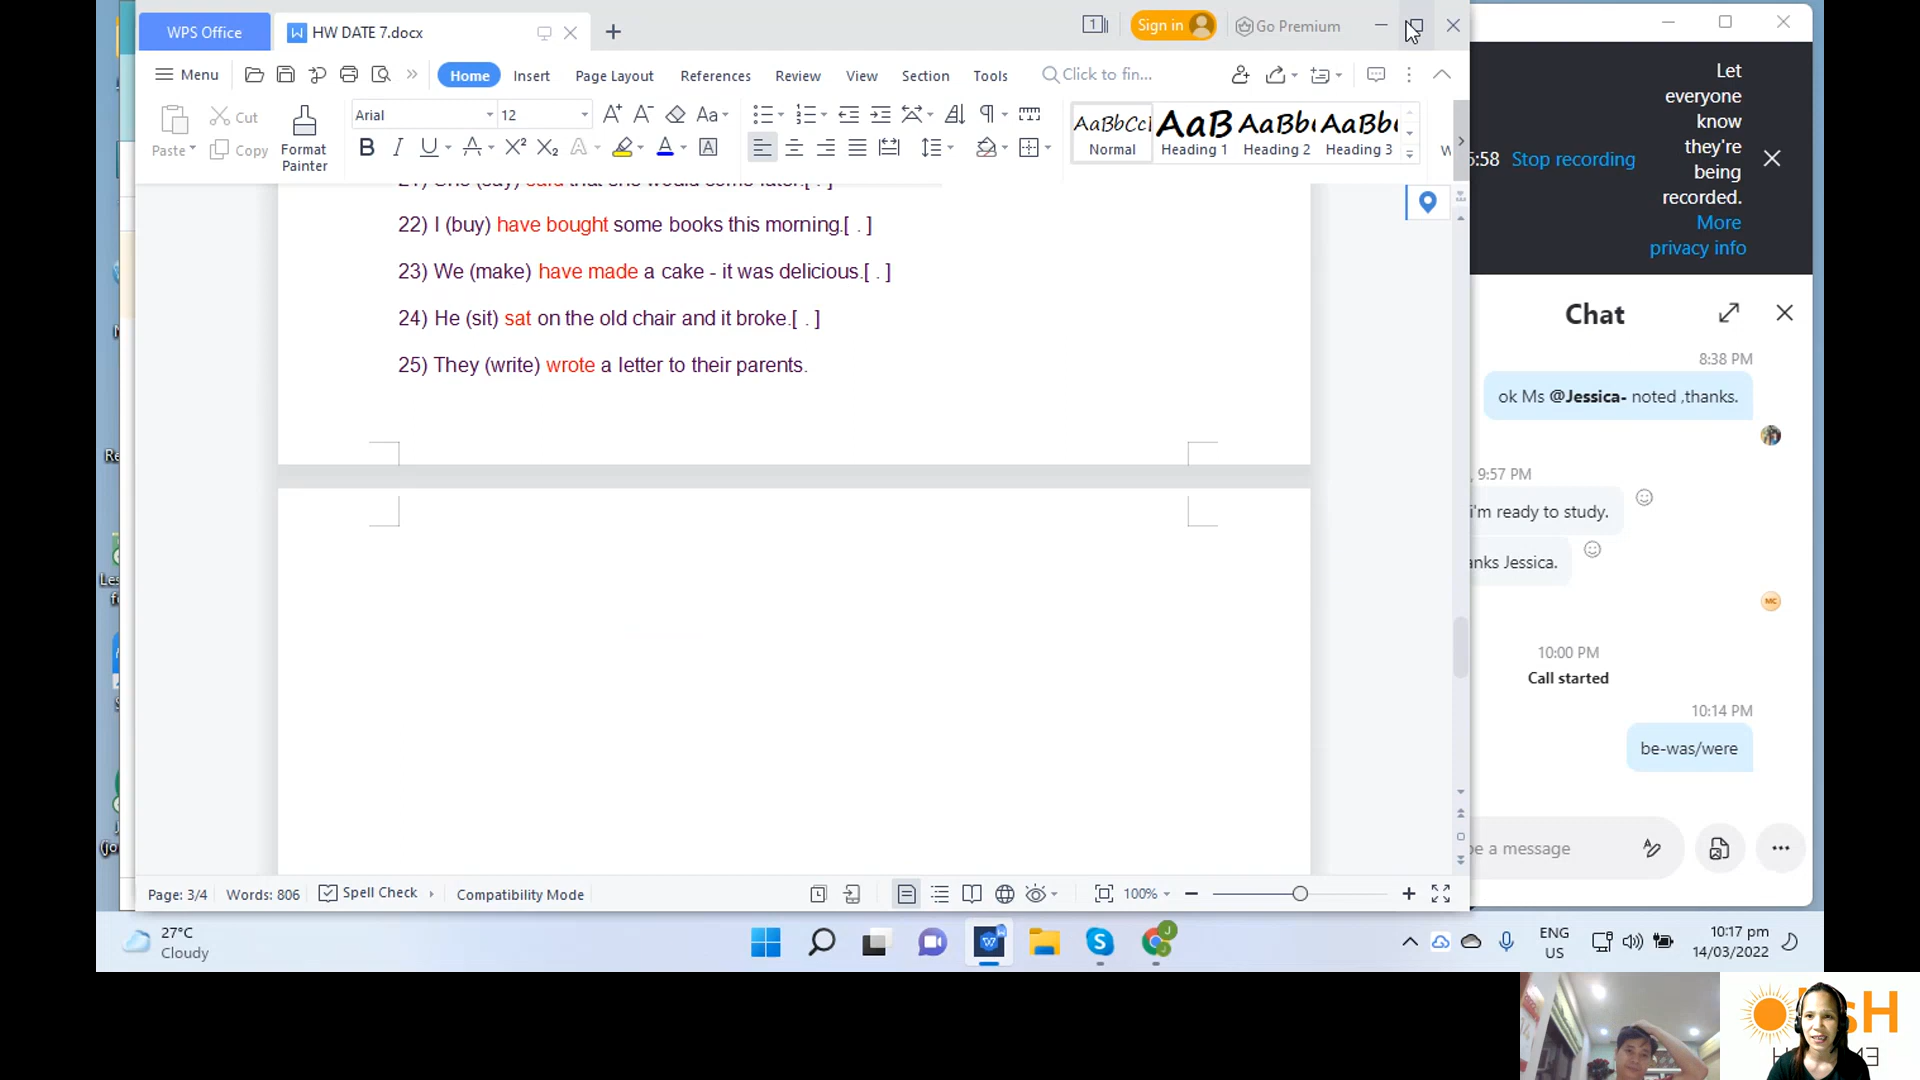 WPS Office
HW DATE 7.docx
Sign in
Go Premium
Menu
Home
Insert
Page Layout
References
Review
View
Section
Tools
Click to fin...
Paste
Cut
Copy
Format
Painter
Arial
12
AaBbCcI
Normal
AaB
Heading 1
AaBb(
Heading 2
AaBb(
Heading 3
22) I (buy) have bought some books this morning.[ . ]
23) We (make) have made a cake - it was delicious.[ . ]
24) He (sit) sat on the old chair and it broke.[ . ]
25) They (write) wrote a letter to their parents.
Page: 3/4
Words: 806
Spell Check
Compatibility Mode
100%
5:58
Stop recording
Let
everyone
know
they're
being
recorded.
More
privacy info
Chat
8:38 PM
ok Ms @Jessica- noted ,thanks.
, 9:57 PM
i'm ready to study.
anks Jessica.
MC
10:00 PM
Call started
10:14 PM
be-was/were
e a message
27°C
Cloudy
ENG
US
10:17 pm
14/03/2022